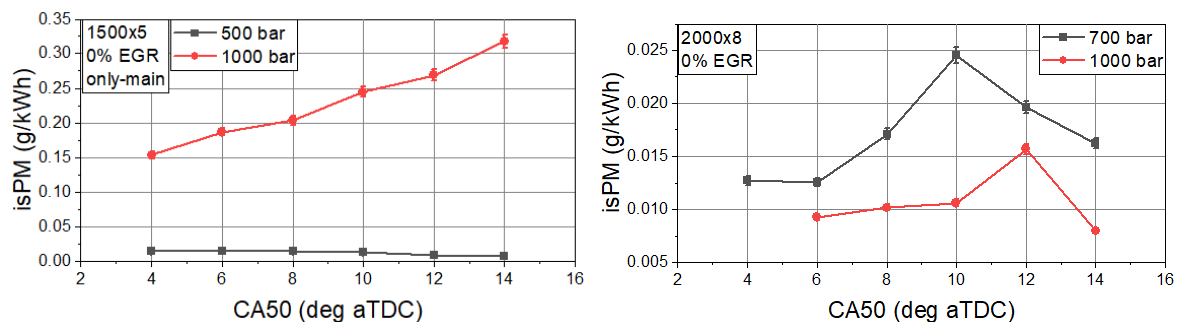 0.35
0.30
0.25
0.20
0.15
0.10
0.05
0.00
isPM (g/kWh)
1500x5
0% EGR
only-main
500 bar
1000 bar
2 4 6 8 10 12 14 16
CA50 (deg aTDC)
0.025
0.020
0.015
0.010
0.005
isPM (g/kWh)
2000x8
0% EGR
700 bar
1000 bar
2 4 6 8 10 12 14 16
CA50 (deg aTDC)